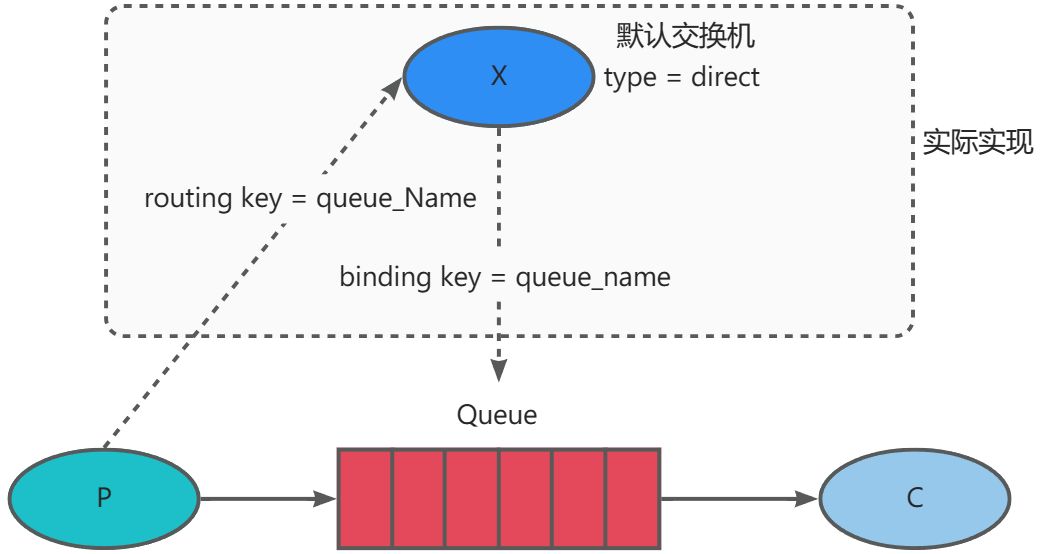 默认交换机
X
type = direct
实际实现
routing key = queue_Name
binding key = queue_name
Queue
P
C